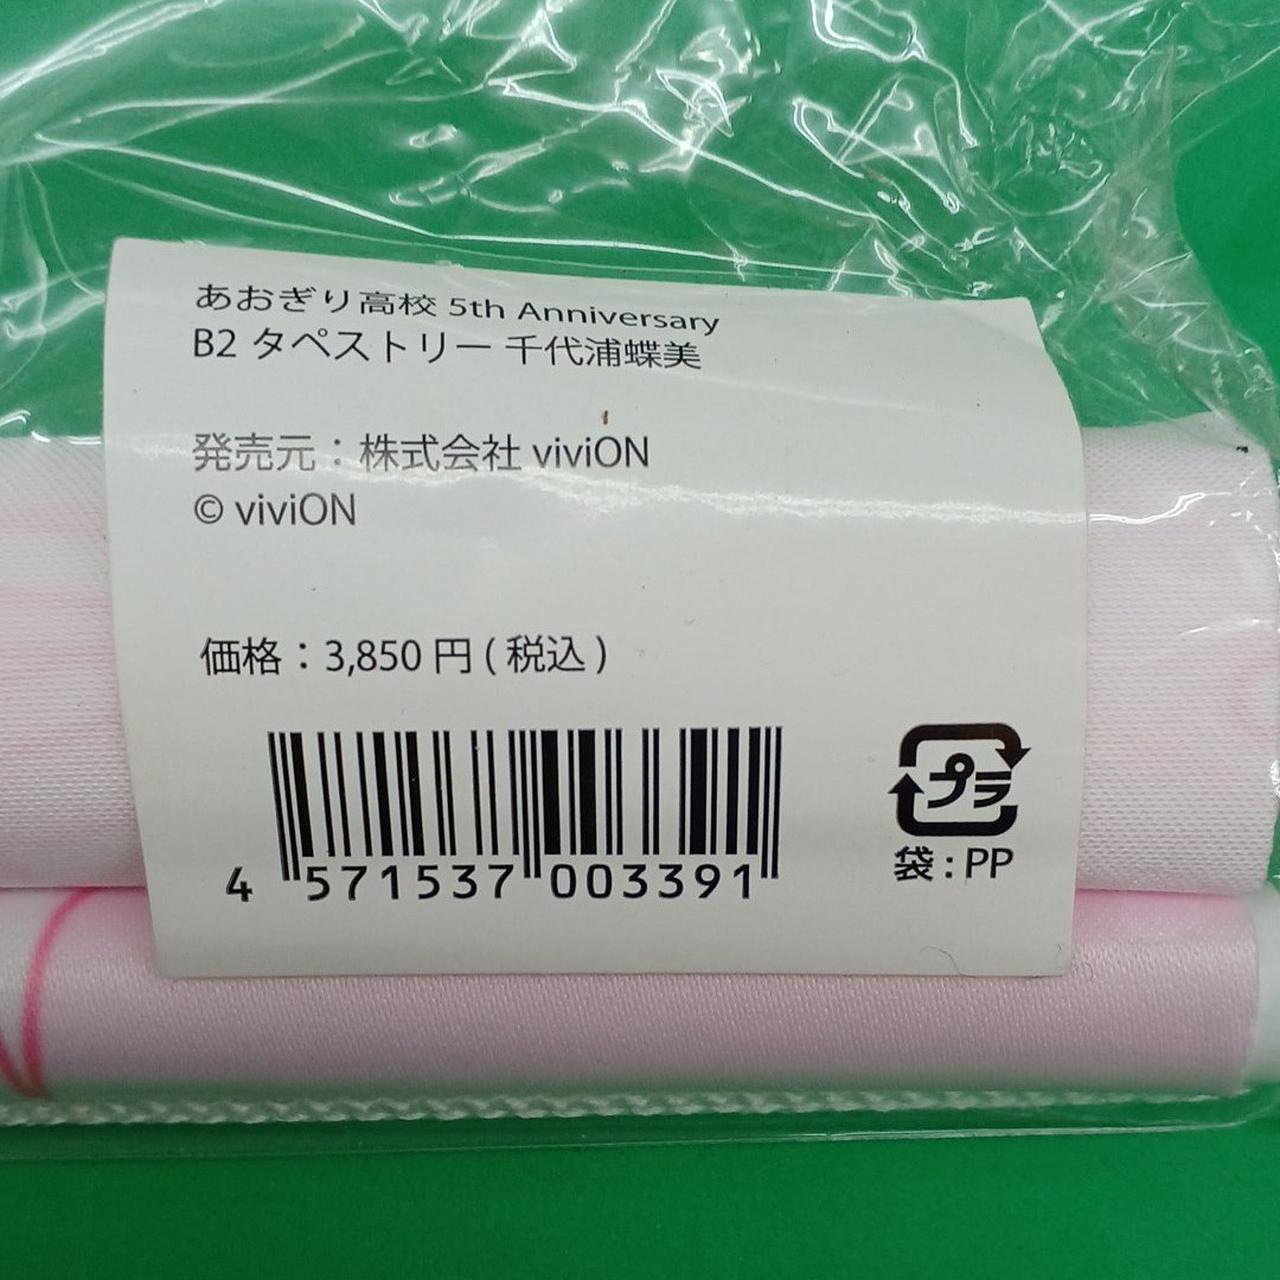 あおぎり高校 5th Anniversary
B2 タペストリー 千代浦蝶美
発売元：株式会社 viviON
© viviON
価格：3,850 円 ( 税込 )
4 571537 003391
プラ
袋 : PP